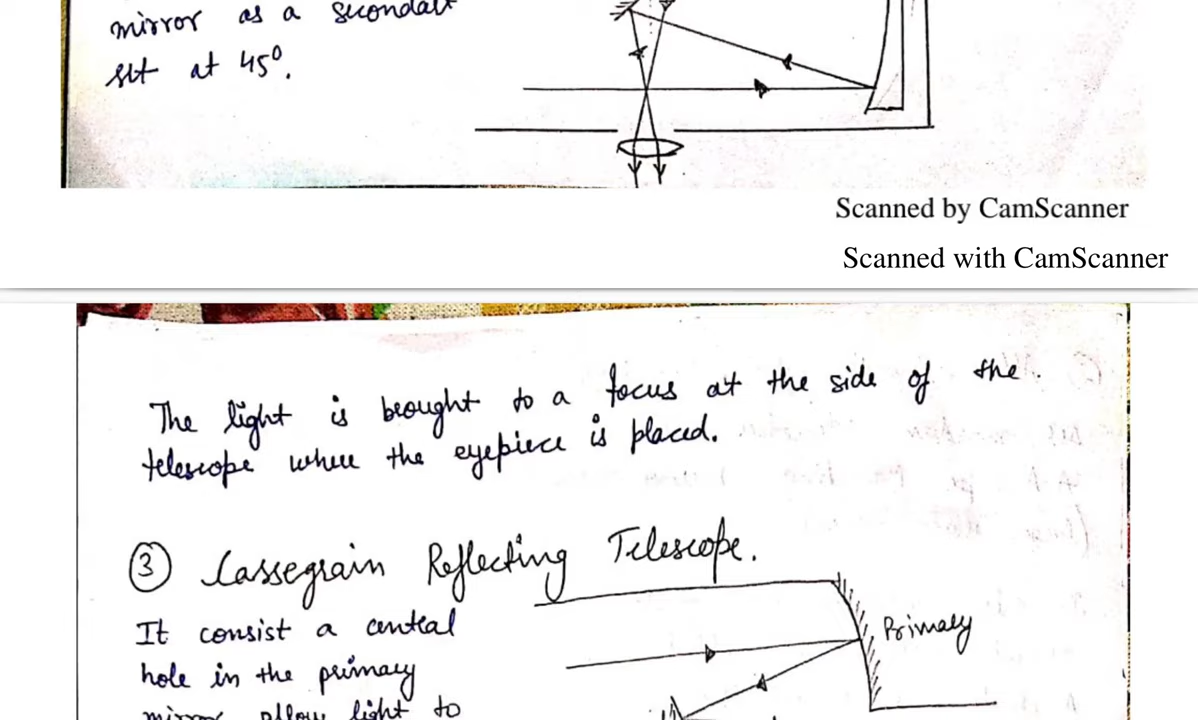 mirror as a
set at 45°.
Scanned by CamScanner
Scanned with CamScanner
The light is brought to a focus at the side of the.
telescope where the eyepiece is placed.
③ Cassegrain Reflecting Telescope.
It consist a central
hole in the primary
Primary
mirror allow light to